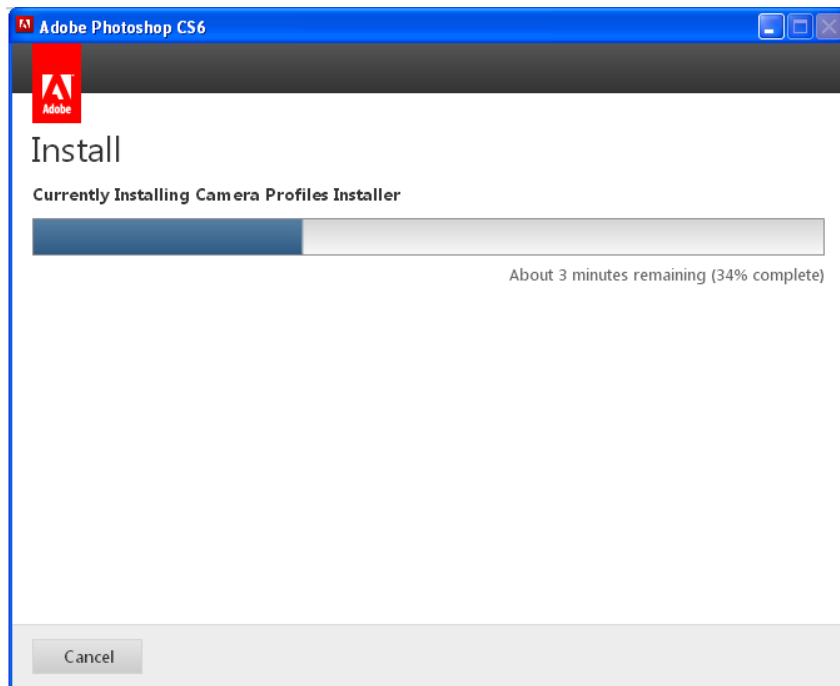 Adobe Photoshop CS6
Adobe
Install
Currently Installing Camera Profiles Installer
About 3 minutes remaining (34% complete)
Cancel